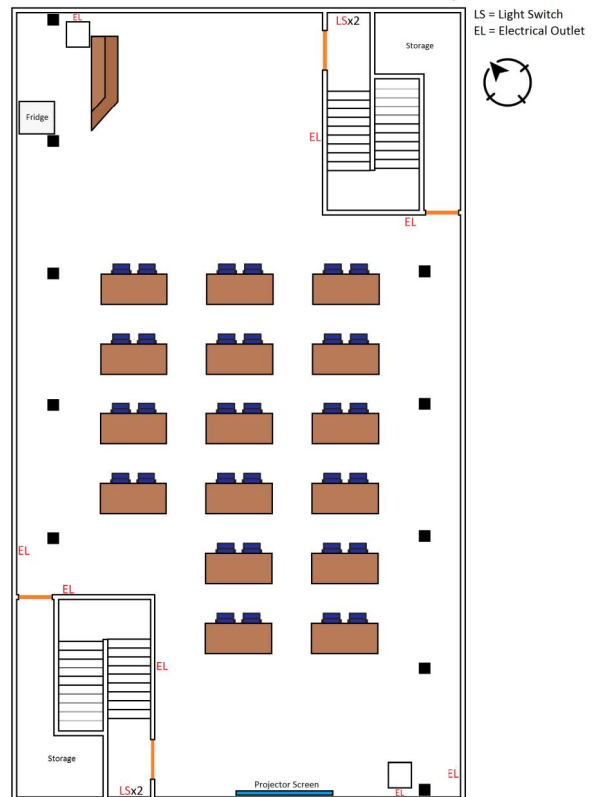 LS = Light Switch
EL = Electrical Outlet
EL
LSx2
Storage
Fridge
EL
EL
EL
EL
EL
Storage
LSx2
Projector Screen
EL
EL